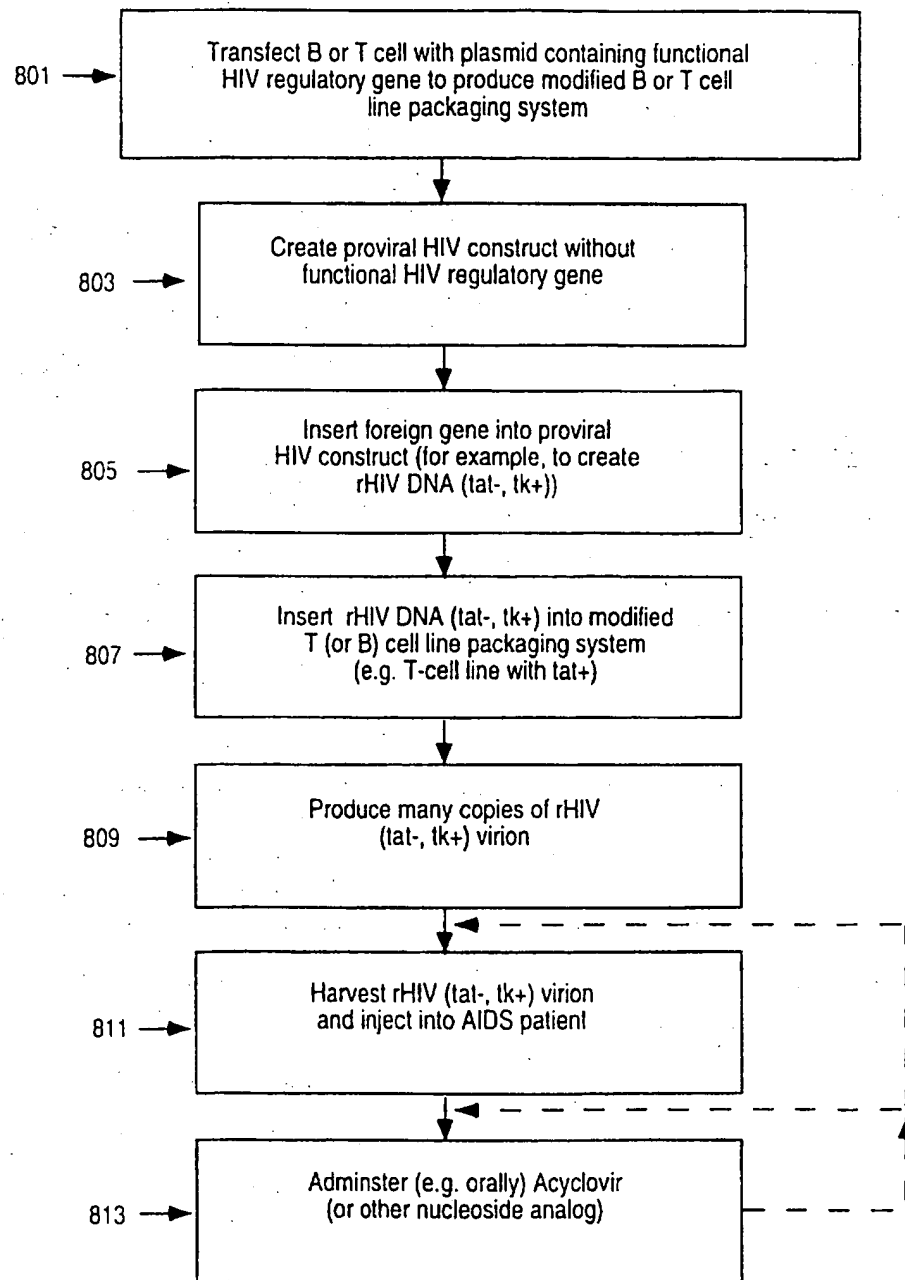 801
Transfect B or T cell with plasmid containing functional
HIV regulatory gene to produce modified B or T cell
line packaging system
803
Create proviral HIV construct without
functional HIV regulatory gene
805
Insert foreign gene into proviral
HIV construct (for example, to create
rHIV DNA (tat-, tk+))
807
Insert rHIV DNA (tat-, tk+) into modified
T (or B) cell line packaging system
(e.g. T-cell line with tat+)
809
Produce many copies of rHIV
(tat-, tk+) virion
811
Harvest rHIV (tat-, tk+) virion
and inject into AIDS patient
813
Adminster (e.g. orally) Acyclovir
(or other nucleoside analog)